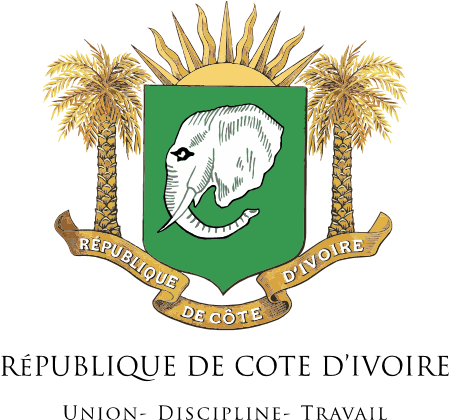 RÉPUBLIQUE
DE CÔTE
D'IVOIRE
RéPUBLIQUE DE COTE D'IVOIRE
UNION- DISCIPLINE- TRAVAIL